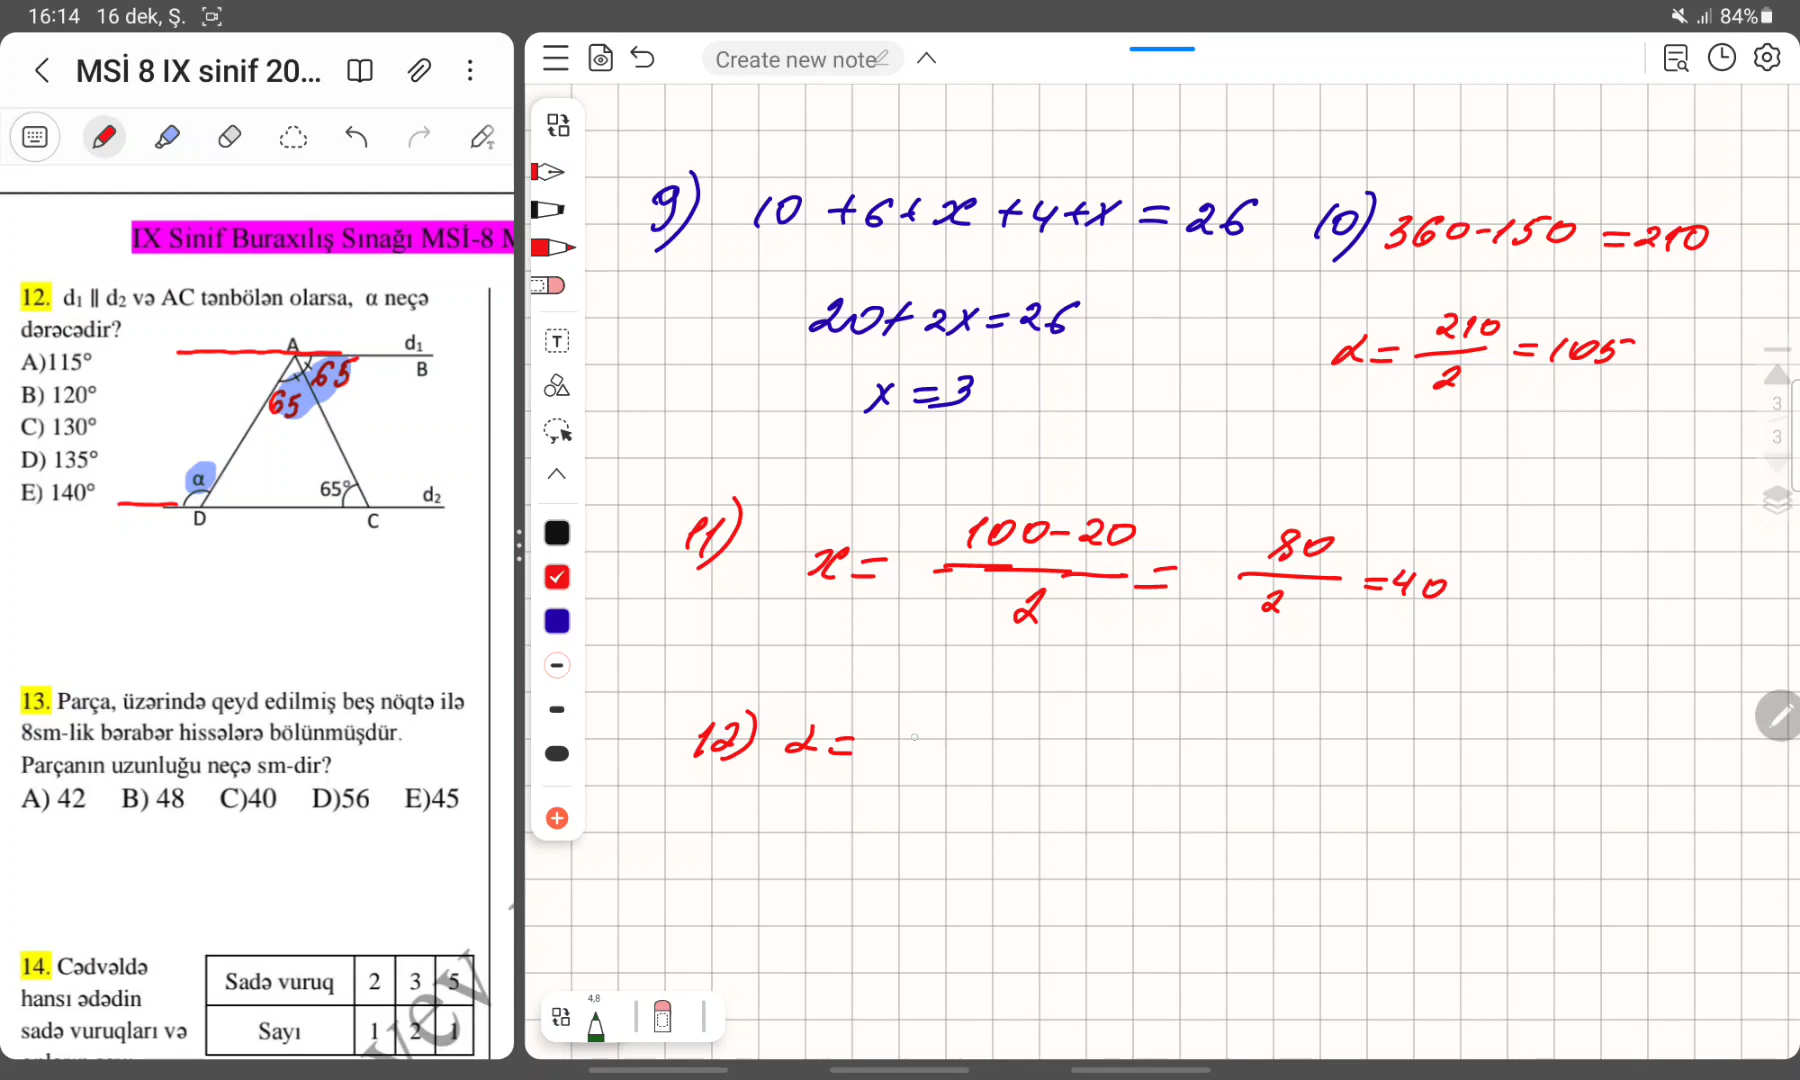 16:14 16 dek, Ş.
84%
MSİ 8 IX sinif 20...
Create new note
IX Sinif Buraxılış Sınağı MSİ-8 M
12. d₁ ǁ d₂ və AC tənbölən olarsa, α neçə
dərəcədir?
A)115°
B) 120°
C) 130°
D) 135°
E) 140°
A
d₁
B
65
65
α
65°
d₂
D
C
13. Parça, üzərində qeyd edilmiş beş nöqtə ilə
8sm-lik bərabər hissələrə bölünmüşdür.
Parçanın uzunluğu neçə sm-dir?
A) 42 B) 48 C)40 D)56 E)45
14. Cədvəldə
hansı ədədin
sadə vuruqları və
Sadə vuruq 2 3 5
Sayı 1 2 1
vev
T
9) 10 + 6 + x + 4 + x = 26
20 + 2x = 26
x = 3
10) 360 - 150 = 210
α = 210/2 = 105
11) x = 100 - 20 / 2 = 80/2 = 40
12) α =
3
3
4,8